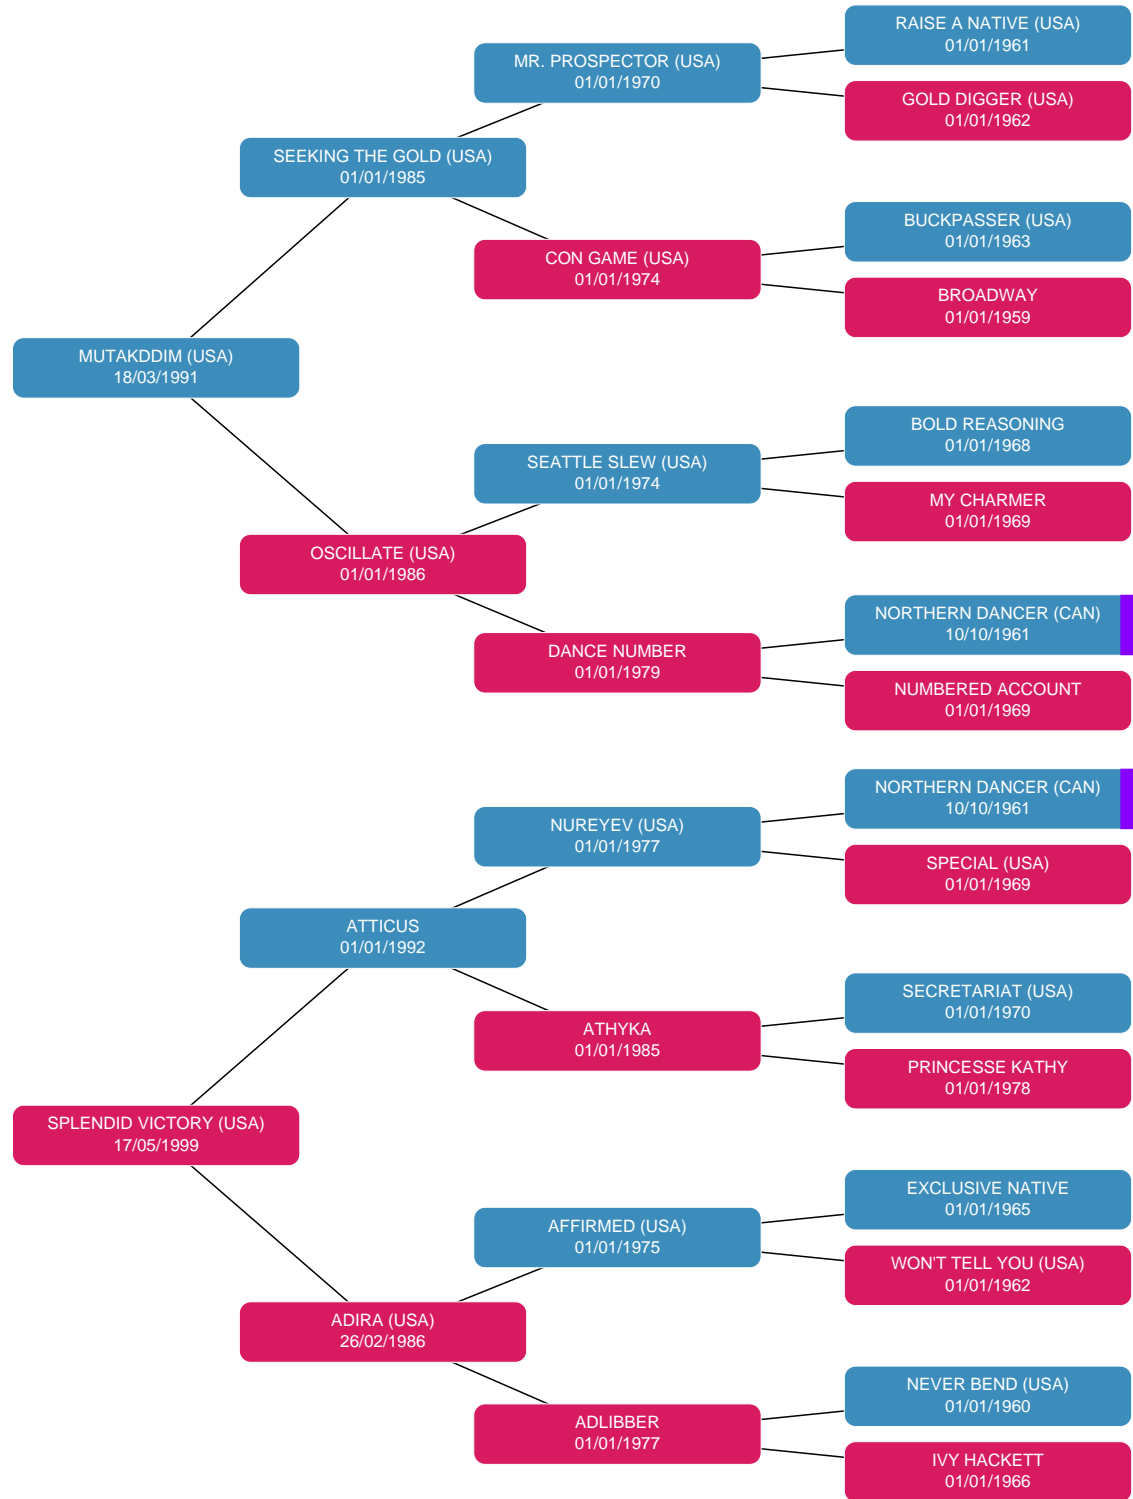 RAISE A NATIVE (USA)
01/01/1961
MR. PROSPECTOR (USA)
01/01/1970
GOLD DIGGER (USA)
01/01/1962
SEEKING THE GOLD (USA)
01/01/1985
BUCKPASSER (USA)
01/01/1963
CON GAME (USA)
01/01/1974
BROADWAY
01/01/1959
MUTAKDDIM (USA)
18/03/1991
BOLD REASONING
01/01/1968
SEATTLE SLEW (USA)
01/01/1974
MY CHARMER
01/01/1969
OSCILLATE (USA)
01/01/1986
NORTHERN DANCER (CAN)
10/10/1961
DANCE NUMBER
01/01/1979
NUMBERED ACCOUNT
01/01/1969
NORTHERN DANCER (CAN)
10/10/1961
NUREYEV (USA)
01/01/1977
SPECIAL (USA)
01/01/1969
ATTICUS
01/01/1992
SECRETARIAT (USA)
01/01/1970
ATHYKA
01/01/1985
PRINCESSE KATHY
01/01/1978
SPLENDID VICTORY (USA)
17/05/1999
EXCLUSIVE NATIVE
01/01/1965
AFFIRMED (USA)
01/01/1975
WON'T TELL YOU (USA)
01/01/1962
ADIRA (USA)
26/02/1986
NEVER BEND (USA)
01/01/1960
ADLIBBER
01/01/1977
IVY HACKETT
01/01/1966